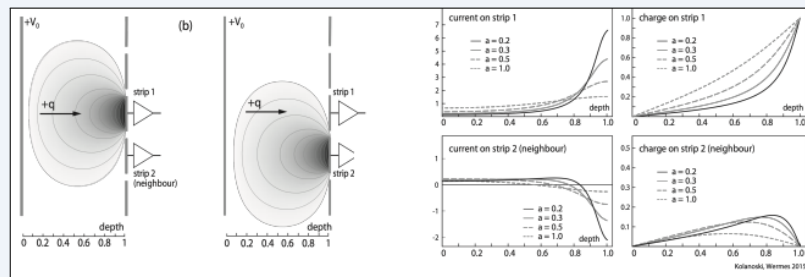 +V₀
(b)
+q
strip 1
strip 2
(neighbour)
depth
0 0.2 0.4 0.6 0.8 1
+V₀
+q
strip 1
strip 2
depth
0 0.2 0.4 0.6 0.8 1
current on strip 1
7
6
5
4
3
2
1
a = 0.2
a = 0.3
a = 0.5
a = 1.0
depth
0 0.2 0.4 0.6 0.8 1.0
charge on strip 1
1.0
0.8
0.6
0.4
0.2
a = 0.2
a = 0.3
a = 0.5
a = 1.0
depth
0 0.2 0.4 0.6 0.8 1.0
current on strip 2 (neighbour)
1
0
-1
-2
a = 0.2
a = 0.3
a = 0.5
a = 1.0
depth
0 0.2 0.4 0.6 0.8 1.0
charge on strip 2 (neighbour)
0.5
0.4
0.3
0.2
0.1
a = 0.2
a = 0.3
a = 0.5
a = 1.0
depth
0 0.2 0.4 0.6 0.8 1.0
Kolanoski, Wermes 2015